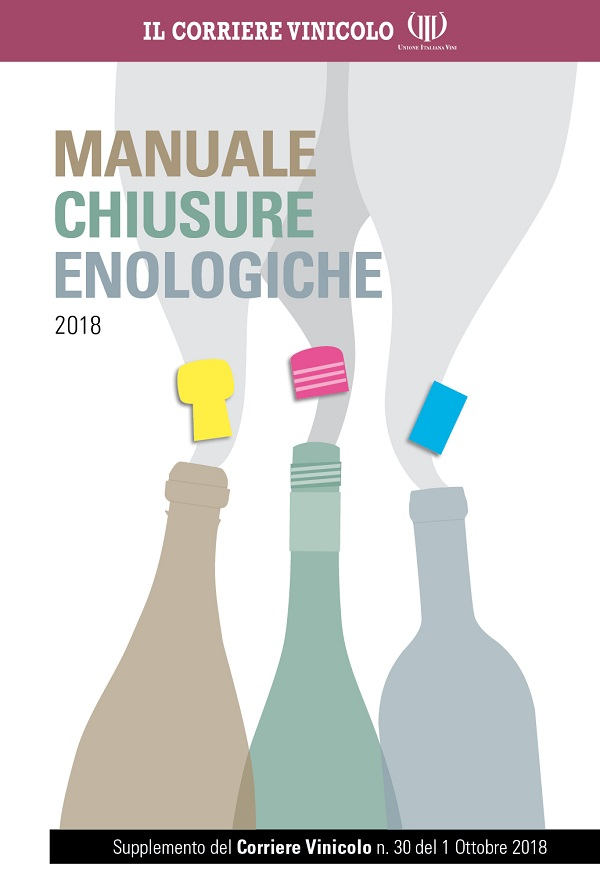 IL CORRIERE VINICOLO
UNIONE ITALIANA VINI
MANUALE
CHIUSURE
ENOLOGICHE
2018
Supplemento del Corriere Vinicolo n. 30 del 1 Ottobre 2018